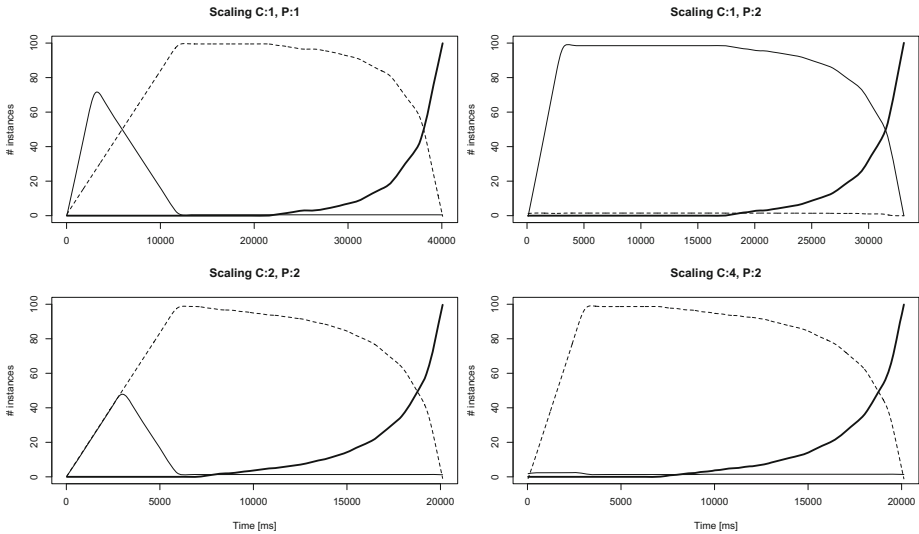 Scaling C:1, P:1
# instances
0 20 40 60 80 100
0 10000 20000 30000 40000
Scaling C:1, P:2
# instances
0 20 40 60 80 100
0 5000 10000 15000 20000 25000 30000
Scaling C:2, P:2
# instances
0 20 40 60 80 100
0 5000 10000 15000 20000
Time [ms]
Scaling C:4, P:2
# instances
0 20 40 60 80 100
0 5000 10000 15000 20000
Time [ms]